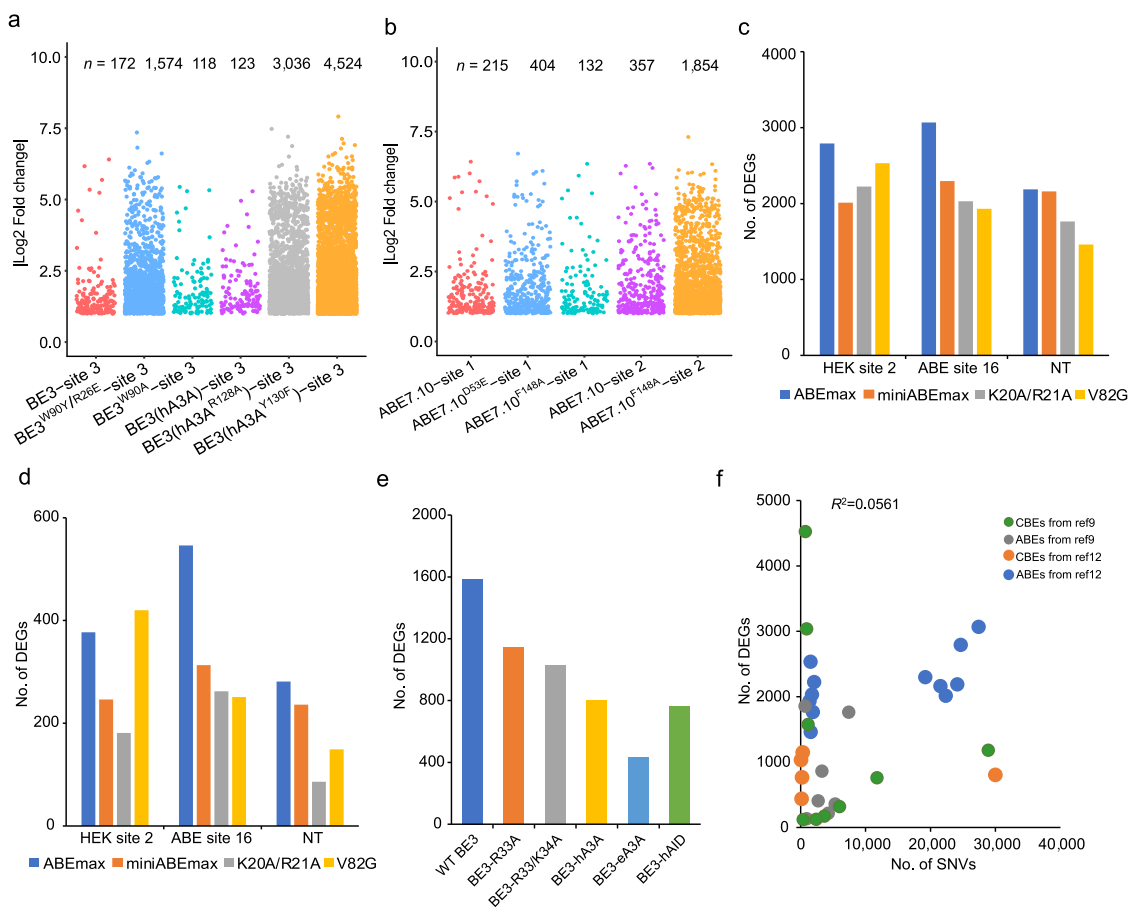 a
10.0
7.5
5.0
2.5
0.0
|Log2 Fold change|
n = 172 1,574 118 123 3,036 4,524
BE3–site 3
BE3W90Y/R26E–site 3
BE3W90A–site 3
BE3(hA3A)–site 3
BE3(hA3AR128A)–site 3
BE3(hA3AY130F)–site 3
b
10.0
7.5
5.0
2.5
0.0
|Log2 Fold change|
n = 215 404 132 357 1,854
ABE7.10–site 1
ABE7.10D53E–site 1
ABE7.10F148A–site 1
ABE7.10–site 2
ABE7.10F148A–site 2
c
4000
3000
2000
1000
0
No. of DEGs
HEK site 2 ABE site 16 NT
ABEmax miniABEmax K20A/R21A V82G
d
600
400
200
0
No. of DEGs
HEK site 2 ABE site 16 NT
ABEmax miniABEmax K20A/R21A V82G
e
2000
1600
1200
800
400
0
No. of DEGs
WT BE3
BE3-R33A
BE3-R33/K34A
BE3-hA3A
BE3-eA3A
BE3-hAID
f
5000
4000
3000
2000
1000
0
No. of DEGs
R²=0.0561
CBEs from ref9
ABEs from ref9
CBEs from ref12
ABEs from ref12
0 10,000 20,000 30,000 40,000
No. of SNVs